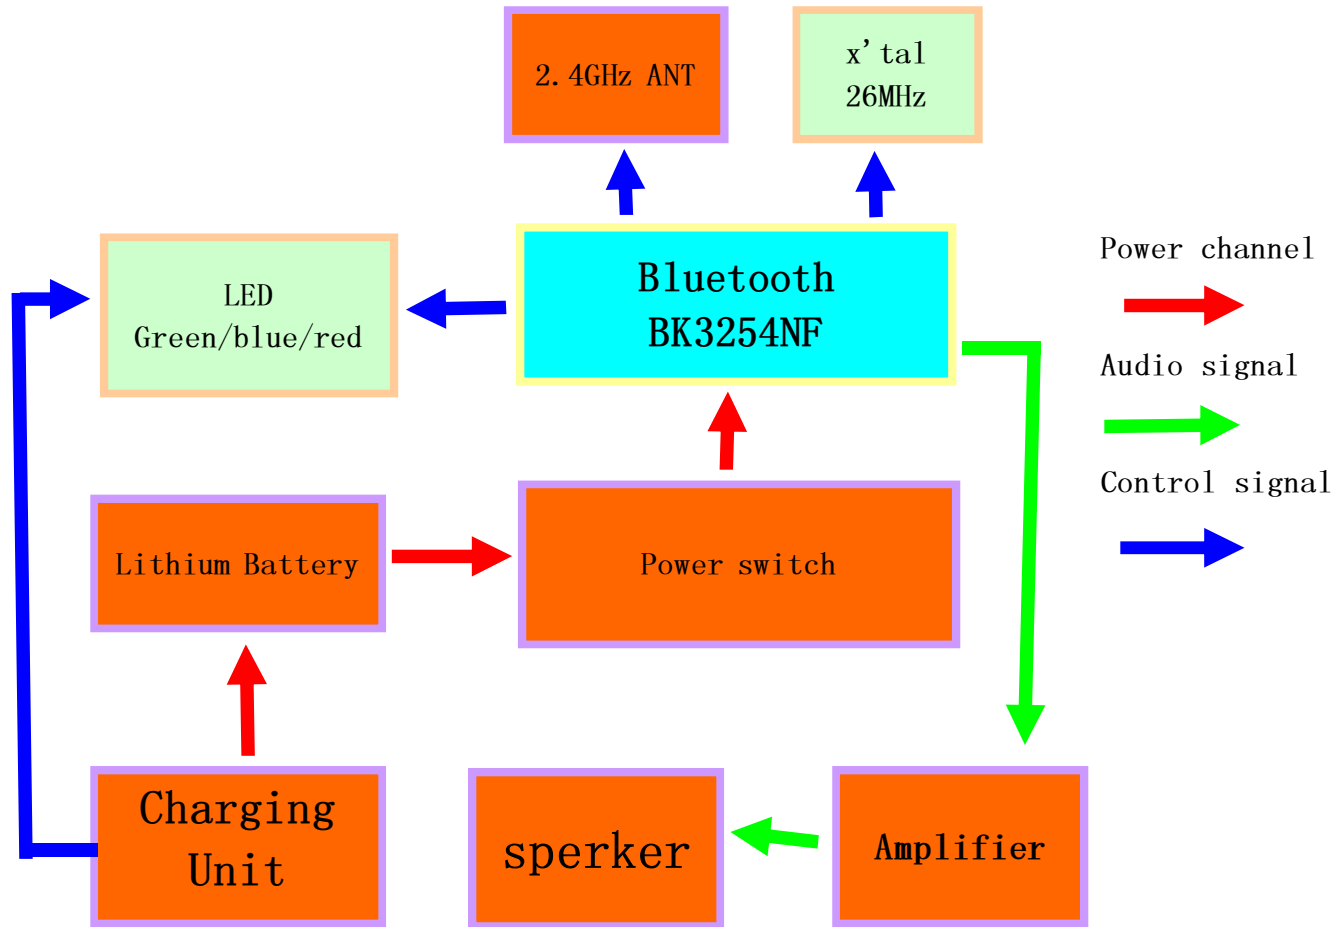 2.4GHz ANT
x'tal
26MHz
Bluetooth
BK3254NF
LED
Green/blue/red
Power channel
Audio signal
Control signal
Lithium Battery
Power switch
Charging
Unit
sperker
Amplifier